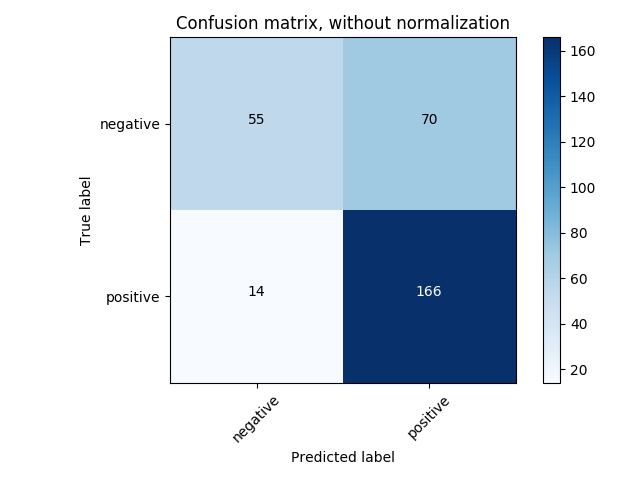 Confusion matrix, without normalization
True label
negative
positive
55
70
14
166
negative
positive
Predicted label
160
140
120
100
80
60
40
20